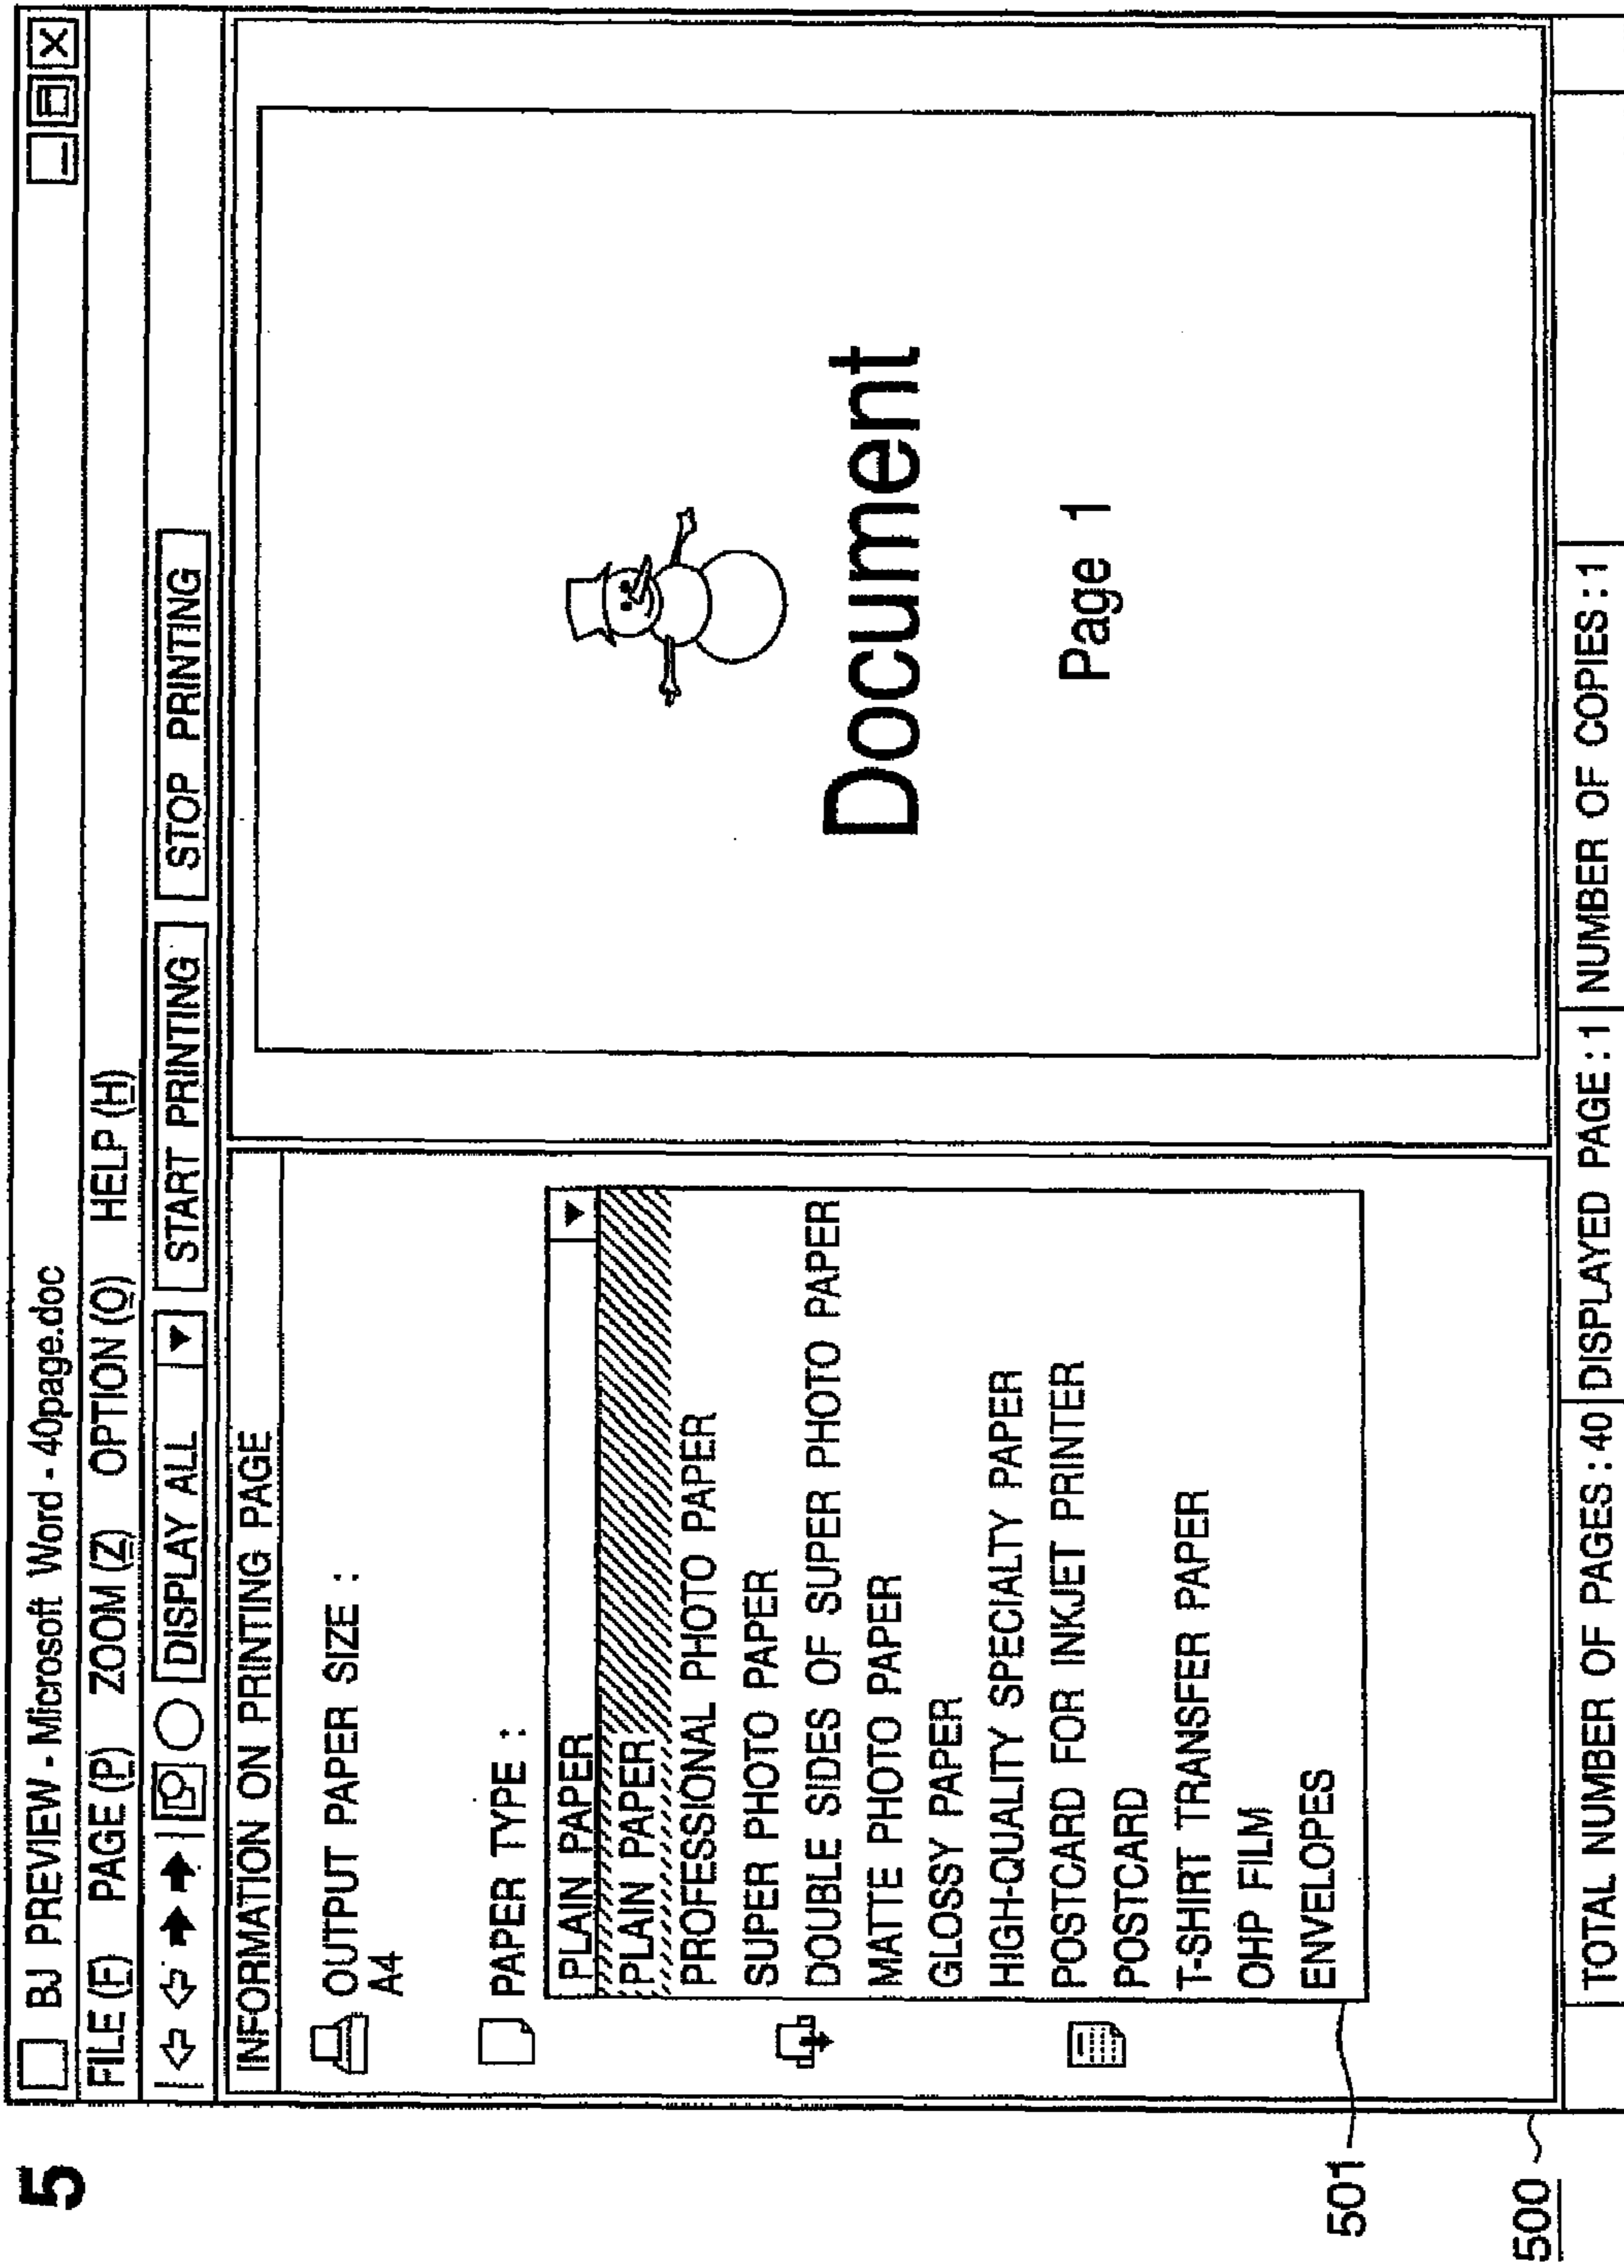 5
BJ PREVIEW - Microsoft Word - 40page.doc
FILE (F) PAGE (P) ZOOM (Z) OPTION (O) HELP (H)
DISPLAY ALL START PRINTING STOP PRINTING
INFORMATION ON PRINTING PAGE
OUTPUT PAPER SIZE :
A4
PAPER TYPE :
PLAIN PAPER
PLAIN PAPER
PROFESSIONAL PHOTO PAPER
SUPER PHOTO PAPER
DOUBLE SIDES OF SUPER PHOTO PAPER
MATTE PHOTO PAPER
GLOSSY PAPER
HIGH-QUALITY SPECIALTY PAPER
POSTCARD FOR INKJET PRINTER
POSTCARD
T-SHIRT TRANSFER PAPER
OHP FILM
ENVELOPES
Document
Page 1
501
TOTAL NUMBER OF PAGES : 40 DISPLAYED PAGE : 1 NUMBER OF COPIES : 1
500